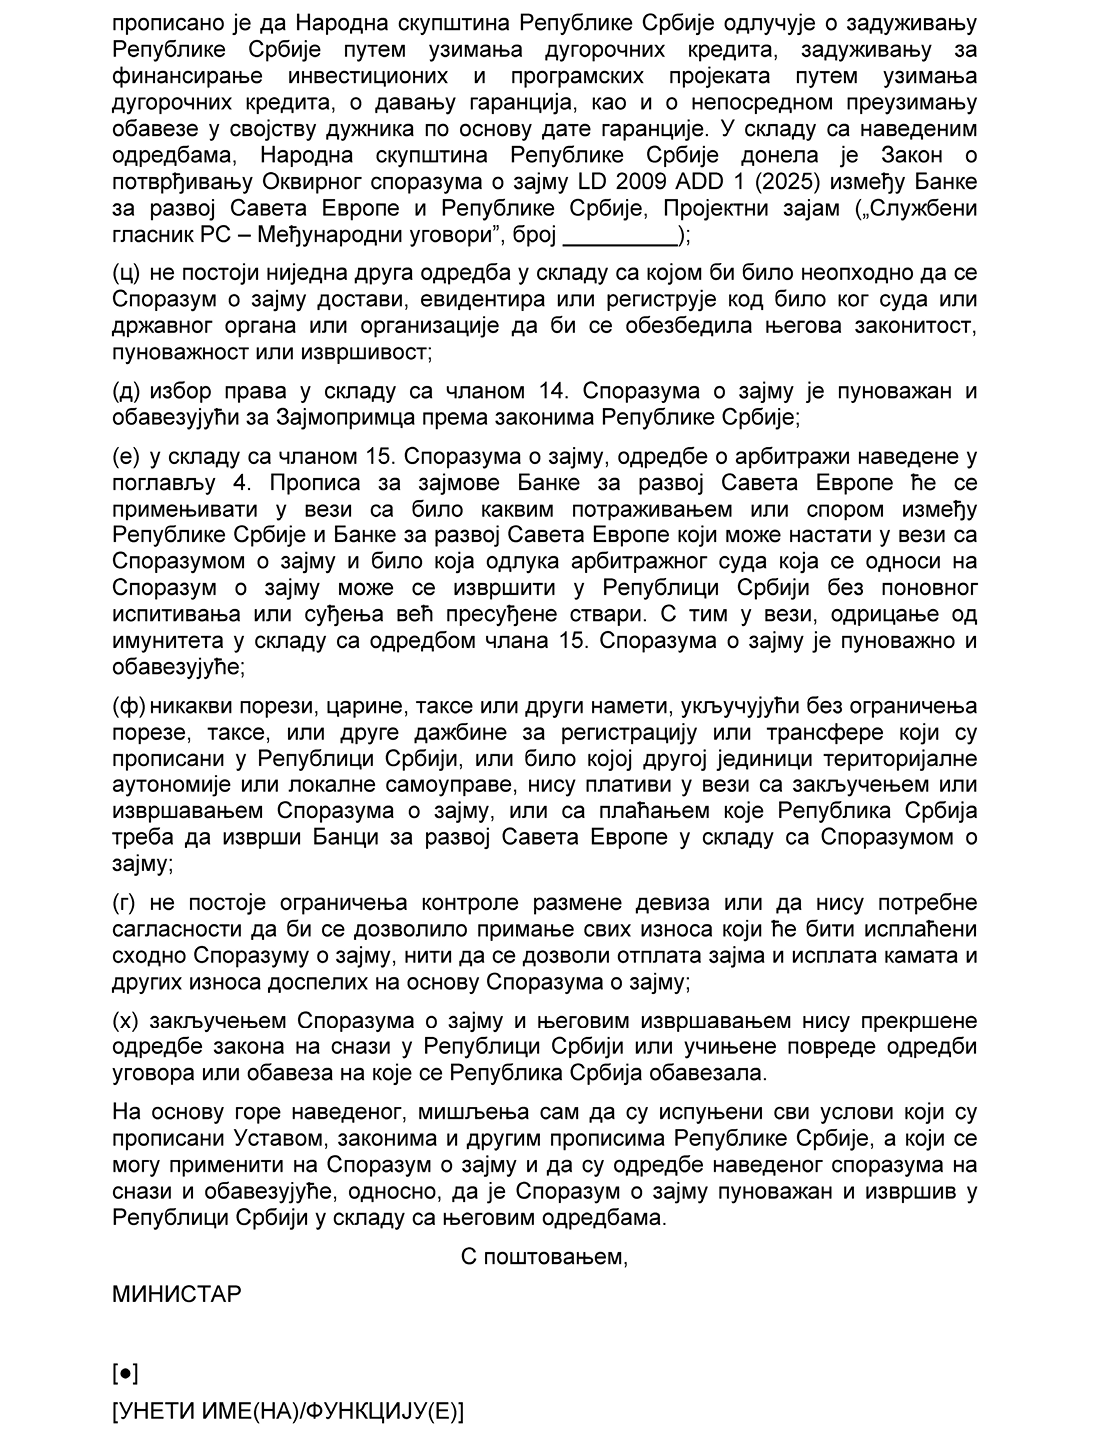 прописано је да Народна скупштина Републике Србије одлучује о задуживању
Републике Србије путем узимања дугорочних кредита, задуживању за
финансирање инвестиционих и програмских пројеката путем узимања
дугорочних кредита, о давању гаранција, као и о непосредном преузимању
обавезе у својству дужника по основу дате гаранције. У складу са наведеним
одредбама, Народна скупштина Републике Србије донела је Закон о
потврђивању Оквирног споразума о зајму LD 2009 ADD 1 (2025) између Банке
за развој Савета Европе и Републике Србије, Пројектни зајам („Службени
гласник РС – Међународни уговори”, број _________);
(ц) не постоји ниједна друга одредба у складу са којом би било неопходно да се
Споразум о зајму достави, евидентира или региструје код било ког суда или
државног органа или организације да би се обезбедила његова законитост,
пуноважност или извршивост;
(д) избор права у складу са чланом 14. Споразума о зајму је пуноважан и
обавезујући за Зајмопримца према законима Републике Србије;
(е) у складу са чланом 15. Споразума о зајму, одредбе о арбитражи наведене у
поглављу 4. Прописа за зајмове Банке за развој Савета Европе ће се
примењивати у вези са било каквим потраживањем или спором између
Републике Србије и Банке за развој Савета Европе који може настати у вези са
Споразумом о зајму и било која одлука арбитражног суда која се односи на
Споразум о зајму може се извршити у Републици Србији без поновног
испитивања или суђења већ пресуђене ствари. С тим у вези, одрицање од
имунитета у складу са одредбом члана 15. Споразума о зајму је пуноважно и
обавезујуће;
(ф) никакви порези, царине, таксе или други намети, укључујући без ограничења
порезе, таксе, или друге дажбине за регистрацију или трансфере који су
прописани у Републици Србији, или било којој другој јединици територијалне
аутономије или локалне самоуправе, нису плативи у вези са закључењем или
извршавањем Споразума о зајму, или са плаћањем које Република Србија
треба да изврши Банци за развој Савета Европе у складу са Споразумом о
зајму;
(г) не постоје ограничења контроле размене девиза или да нису потребне
сагласности да би се дозволило примање свих износа који ће бити исплаћени
сходно Споразуму о зајму, нити да се дозволи отплата зајма и исплата камата и
других износа доспелих на основу Споразума о зајму;
(х) закључењем Споразума о зајму и његовим извршавањем нису прекршене
одредбе закона на снази у Републици Србији или учињене повреде одредби
уговора или обавеза на које се Република Србија обавезала.
На основу горе наведеног, мишљења сам да су испуњени сви услови који су
прописани Уставом, законима и другим прописима Републике Србије, а који се
могу применити на Споразум о зајму и да су одредбе наведеног споразума на
снази и обавезујуће, односно, да је Споразум о зајму пуноважан и извршив у
Републици Србији у складу са његовим одредбама.
С поштовањем,
МИНИСТАР
[●]
[УНЕТИ ИМЕ(НА)/ФУНКЦИЈУ(Е)]